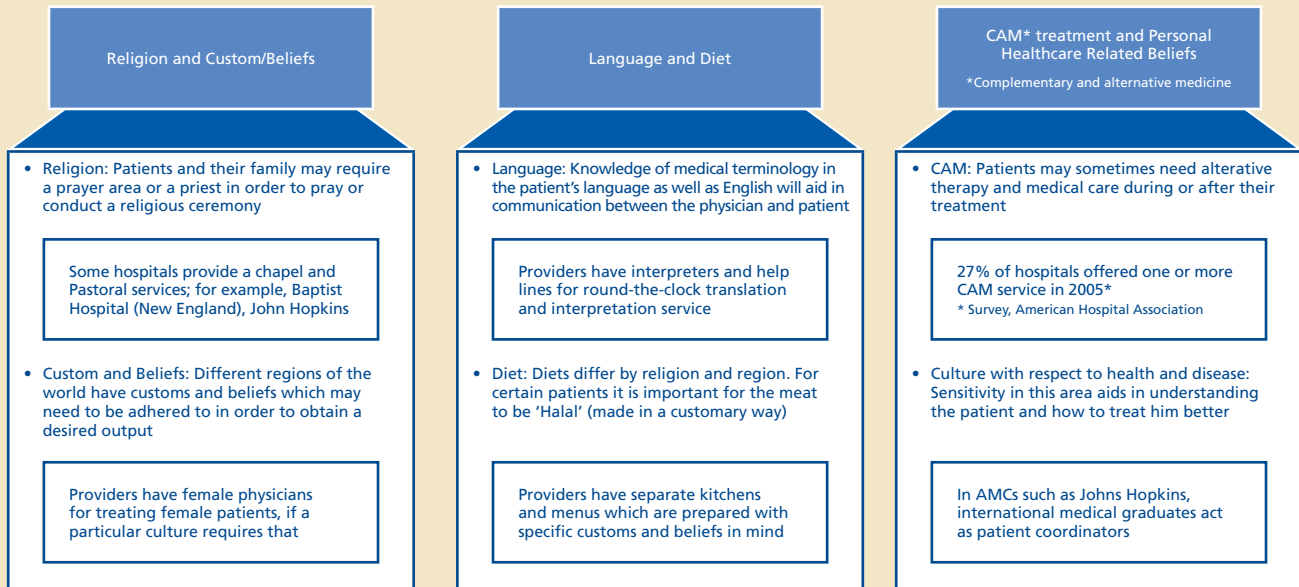 Religion and Custom/Beliefs
• Religion: Patients and their family may require
a prayer area or a priest in order to pray or
conduct a religious ceremony
Some hospitals provide a chapel and
Pastoral services; for example, Baptist
Hospital (New England), John Hopkins
• Custom and Beliefs: Different regions of the
world have customs and beliefs which may
need to be adhered to in order to obtain a
desired output
Providers have female physicians
for treating female patients, if a
particular culture requires that
Language and Diet
• Language: Knowledge of medical terminology in
the patient’s language as well as English will aid in
communication between the physician and patient
Providers have interpreters and help
lines for round-the-clock translation
and interpretation service
• Diet: Diets differ by religion and region. For
certain patients it is important for the meat
to be ‘Halal’ (made in a customary way)
Providers have separate kitchens
and menus which are prepared with
specific customs and beliefs in mind
CAM* treatment and Personal
Healthcare Related Beliefs
*Complementary and alternative medicine
• CAM: Patients may sometimes need alterative
therapy and medical care during or after their
treatment
27% of hospitals offered one or more
CAM service in 2005*
* Survey, American Hospital Association
• Culture with respect to health and disease:
Sensitivity in this area aids in understanding
the patient and how to treat him better
In AMCs such as Johns Hopkins,
international medical graduates act
as patient coordinators